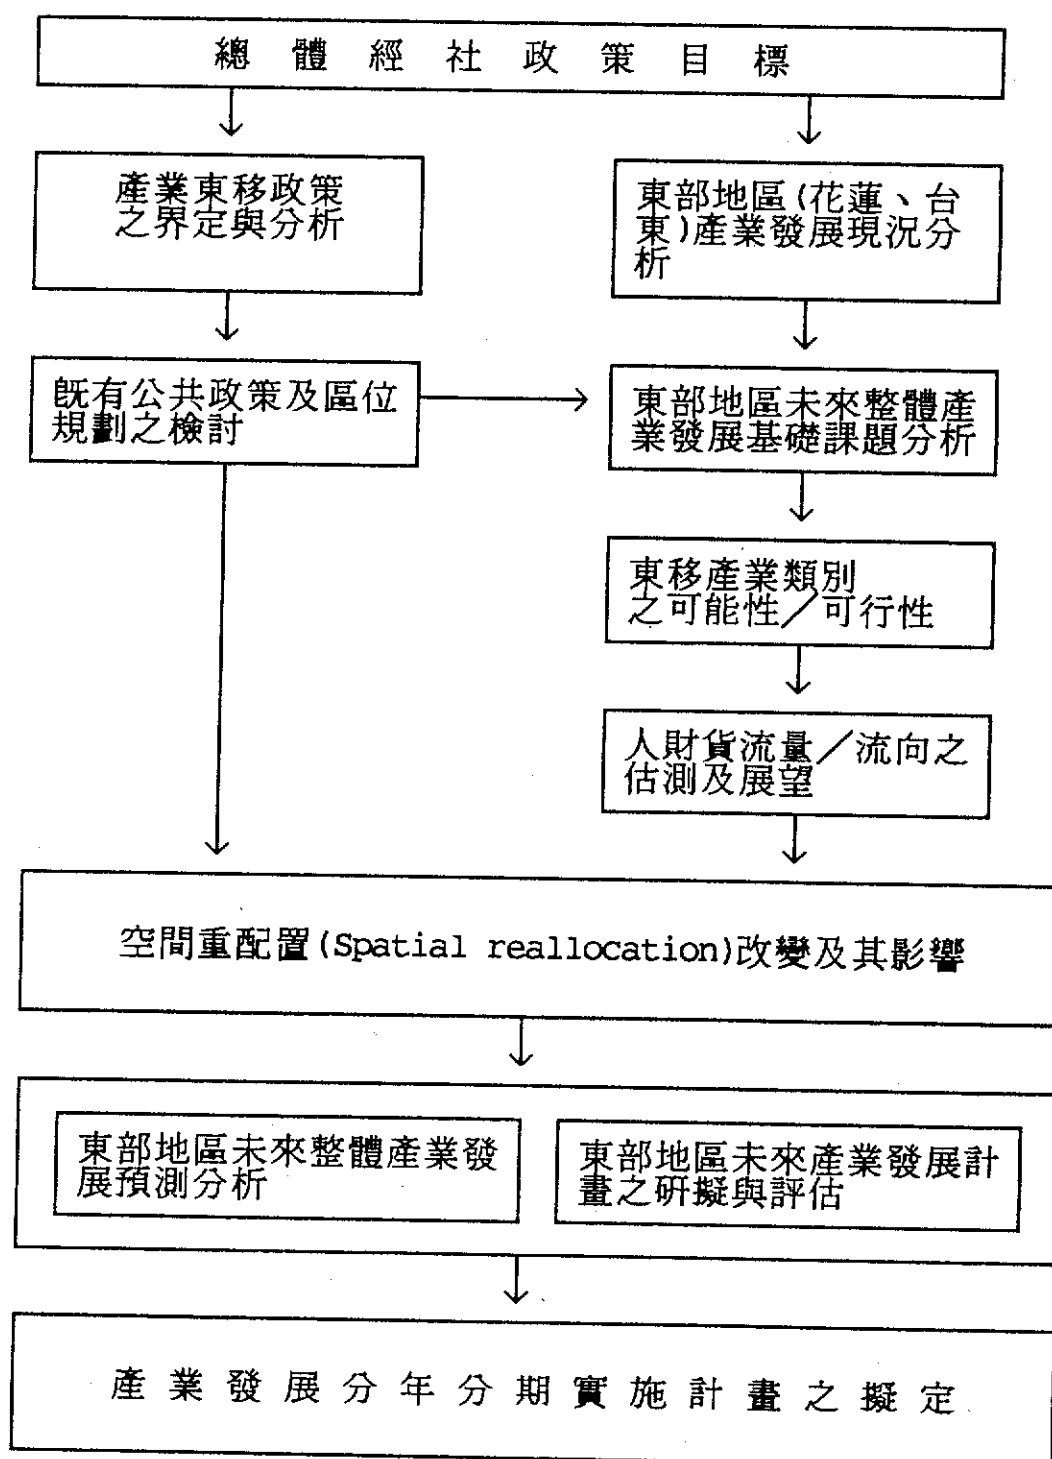 總體經社政策目標
產業東移政策
之界定與分析
東部地區(花蓮、台
東)產業發展現況分
析
既有公共政策及區位
規劃之檢討
東部地區未來整體產
業發展基礎課題分析
東移產業類別
之可能性／可行性
人財貨流量／流向之
估測及展望
空間重配置(Spatial reallocation)改變及其影響
東部地區未來整體產業發
展預測分析
東部地區未來產業發展計
畫之研擬與評估
產業發展分年分期實施計畫之擬定